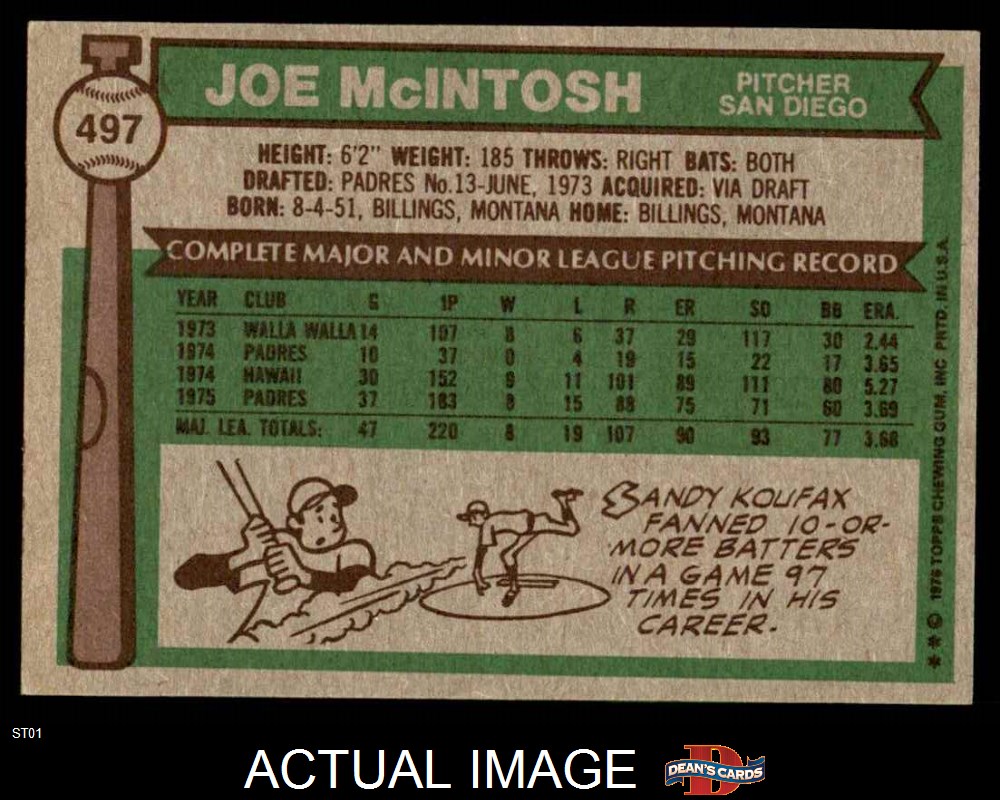 497
JOE McINTOSH
PITCHER
SAN DIEGO
HEIGHT: 6'2" WEIGHT: 185 THROWS: RIGHT BATS: BOTH
DRAFTED: PADRES No.13-JUNE, 1973 ACQUIRED: VIA DRAFT
BORN: 8-4-51, BILLINGS, MONTANA HOME: BILLINGS, MONTANA
COMPLETE MAJOR AND MINOR LEAGUE PITCHING RECORD
YEAR CLUB G IP W L R ER SO BB ERA.
1973 WALLA WALLA 14 107 8 6 37 29 117 30 2.44
1974 PADRES 10 37 0 4 19 15 22 17 3.65
1974 HAWAII 30 152 9 11 101 89 111 80 5.27
1975 PADRES 37 183 8 15 88 75 71 60 3.69
MAJ. LEA. TOTALS: 47 220 8 19 107 90 93 77 3.68
SANDY KOUFAX
FANNED 10-OR-
MORE BATTERS
IN A GAME 97
TIMES IN HIS
CAREER.
** © 1976 TOPPS CHEWING GUM, INC PRTD. IN U.S.A.
ST01
ACTUAL IMAGE
D
DEAN'S CARDS